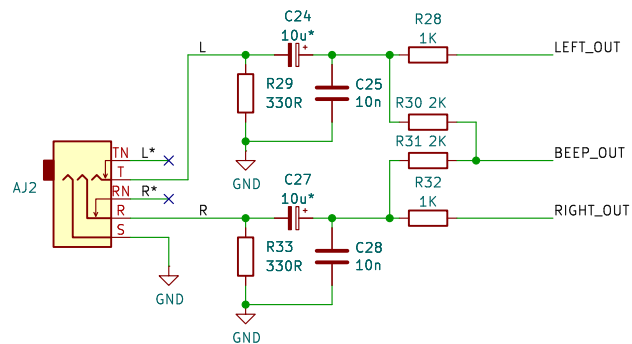 C24
10u*
+
R28
1K
L
LEFT_OUT
R29
330R
C25
10n
R30 2K
R31 2K
BEEP_OUT
GND
TN
L*
T
AJ2
RN
R*
R
S
R
C27
10u*
+
R32
1K
RIGHT_OUT
R33
330R
C28
10n
GND
GND